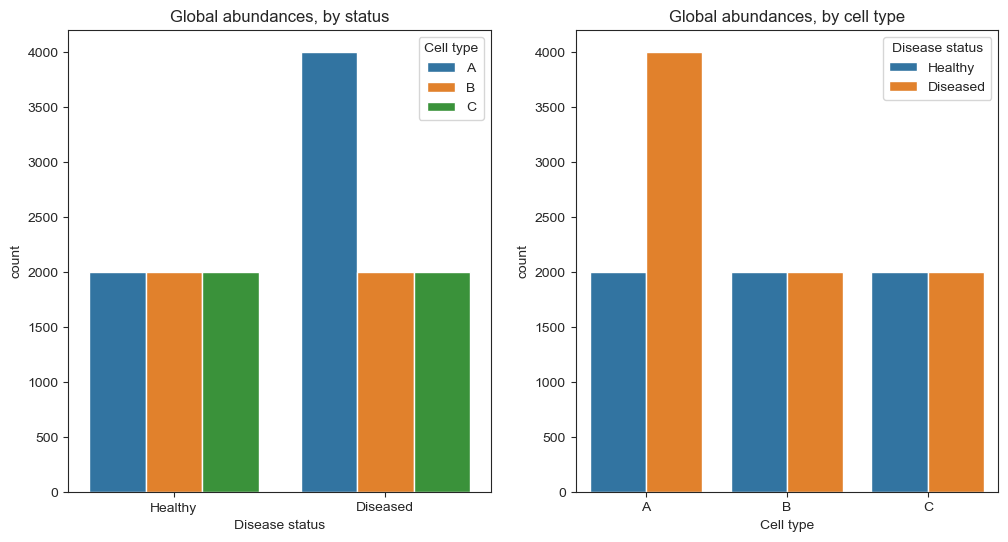 Global abundances, by status
Cell type
A
B
C
4000
3500
3000
2500
2000
1500
1000
500
0
count
Healthy
Diseased
Disease status
Global abundances, by cell type
Disease status
Healthy
Diseased
4000
3500
3000
2500
2000
1500
1000
500
0
count
A
B
C
Cell type